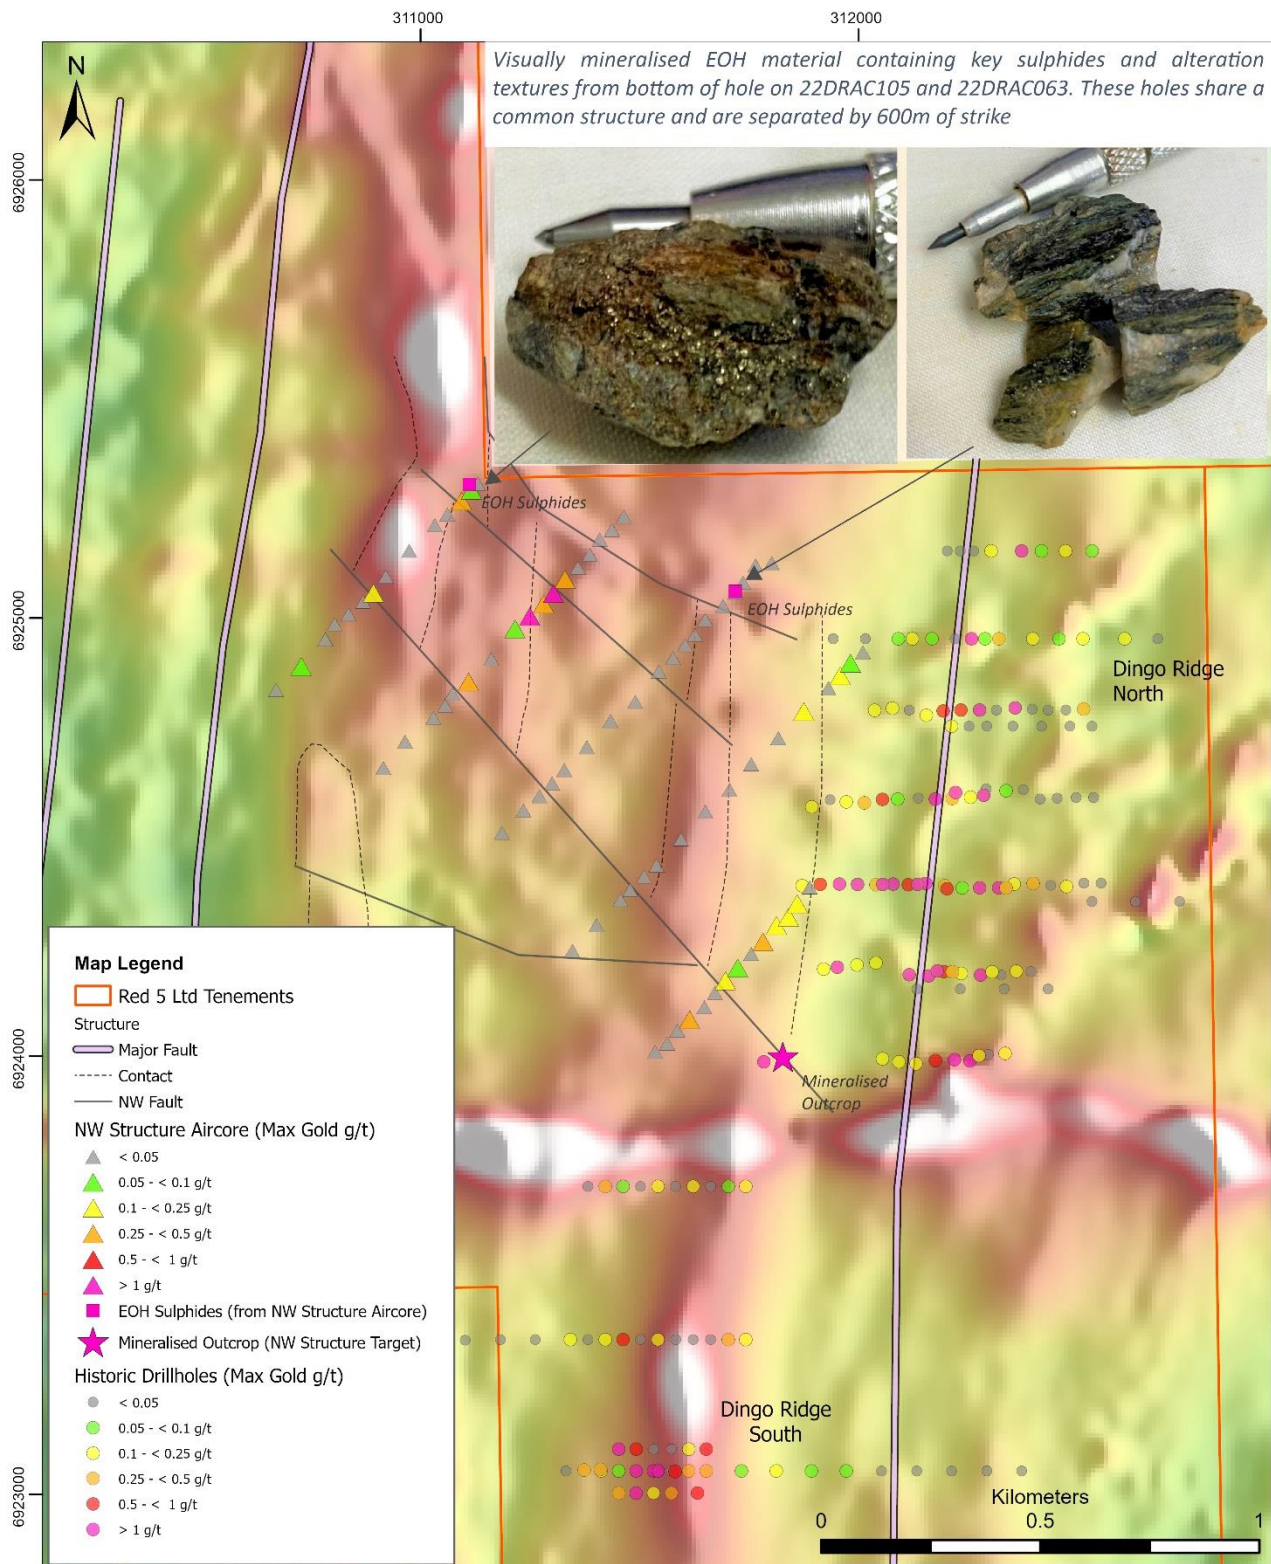 311000
312000
Visually mineralised EOH material containing key sulphides and alteration
textures from bottom of hole on 22DRAC105 and 22DRAC063. These holes share a
common structure and are separated by 600m of strike
N
6926000
EOH Sulphides
EOH Sulphides
6925000
Dingo Ridge
North
Mineralised
Outcrop
6924000
Map Legend
Red 5 Ltd Tenements
Structure
Major Fault
Contact
NW Fault
NW Structure Aircore (Max Gold g/t)
< 0.05
0.05 - < 0.1 g/t
0.1 - < 0.25 g/t
0.25 - < 0.5 g/t
0.5 - < 1 g/t
> 1 g/t
EOH Sulphides (from NW Structure Aircore)
Mineralised Outcrop (NW Structure Target)
Historic Drillholes (Max Gold g/t)
< 0.05
0.05 - < 0.1 g/t
0.1 - < 0.25 g/t
0.25 - < 0.5 g/t
0.5 - < 1 g/t
> 1 g/t
Dingo Ridge
South
6923000
Kilometers
0 0.5 1